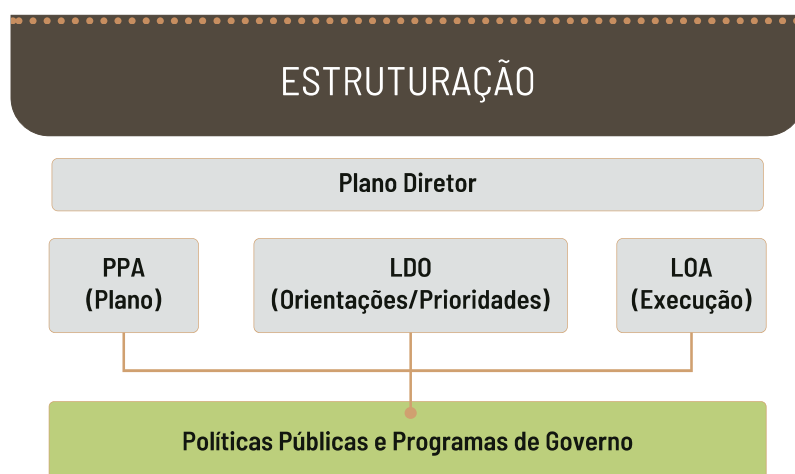 ESTRUTURAÇÃO
Plano Diretor
PPA
(Plano)
LDO
(Orientações/Prioridades)
LOA
(Execução)
Políticas Públicas e Programas de Governo